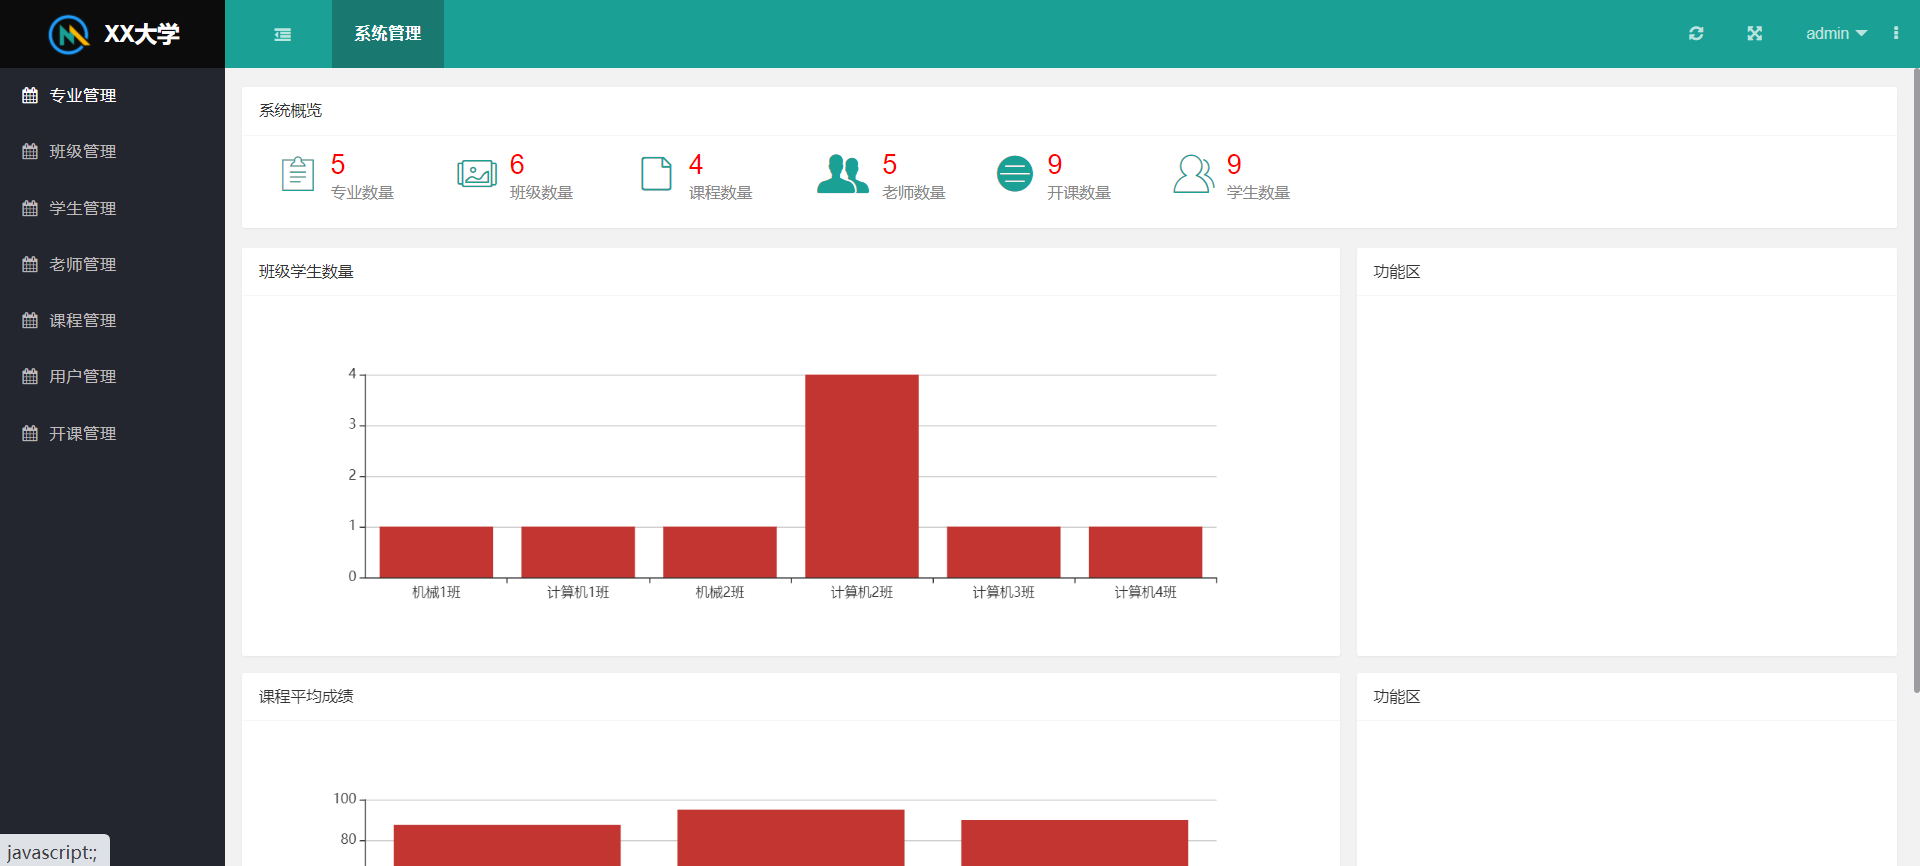 XX大学
系统管理
admin
专业管理
班级管理
学生管理
老师管理
课程管理
用户管理
开课管理
系统概览
5
专业数量
6
班级数量
4
课程数量
5
老师数量
9
开课数量
9
学生数量
班级学生数量
4
3
2
1
0
机械1班
计算机1班
机械2班
计算机2班
计算机3班
计算机4班
功能区
课程平均成绩
100
80
功能区
javascript:;